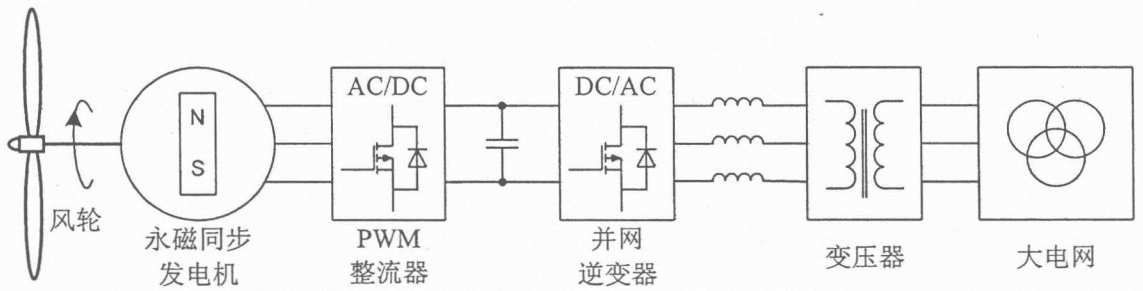 AC/DC
DC/AC
N
S
风轮
永磁同步
发电机
PWM
整流器
并网
逆变器
变压器
大电网